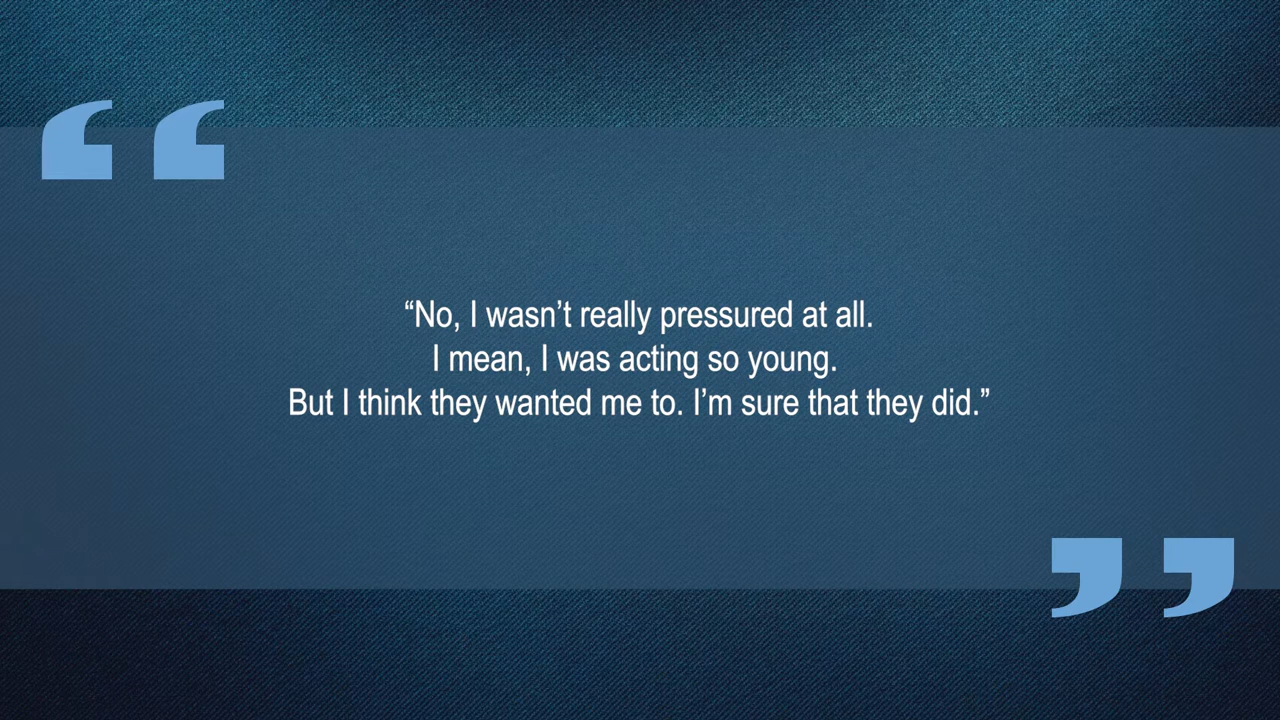 “No, I wasn’t really pressured at all.
I mean, I was acting so young.
But I think they wanted me to. I’m sure that they did.”